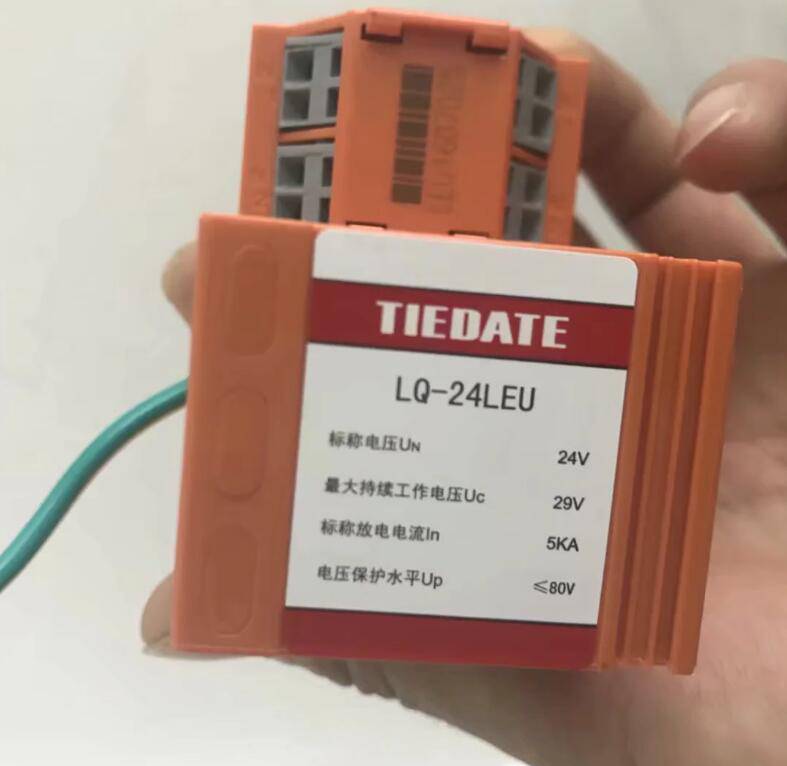 TIEDATE
LQ-24LEU
标称电压UN 24V
最大持续工作电压Uc 29V
标称放电电流In 5KA
电压保护水平Up ≤80V